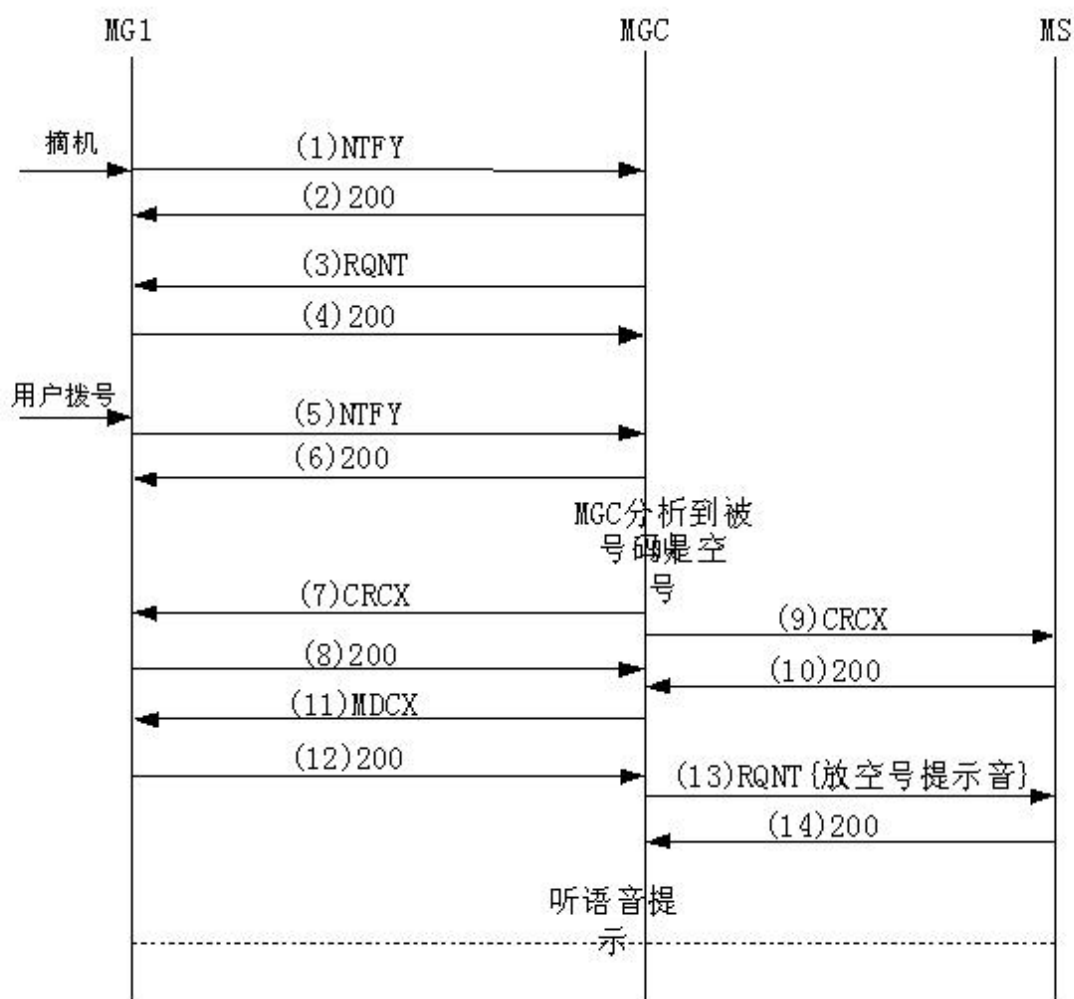 MG1 MGC MS
摘机
(1)NTFY
(2)200
(3)RQNT
(4)200
用户拨号
(5)NTFY
(6)200
MGC分析到被
号码是空
号
(7)CRCX
(9)CRCX
(8)200
(10)200
(11)MDCX
(12)200
(13)RQNT{放空号提示音}
(14)200
听语音提
示